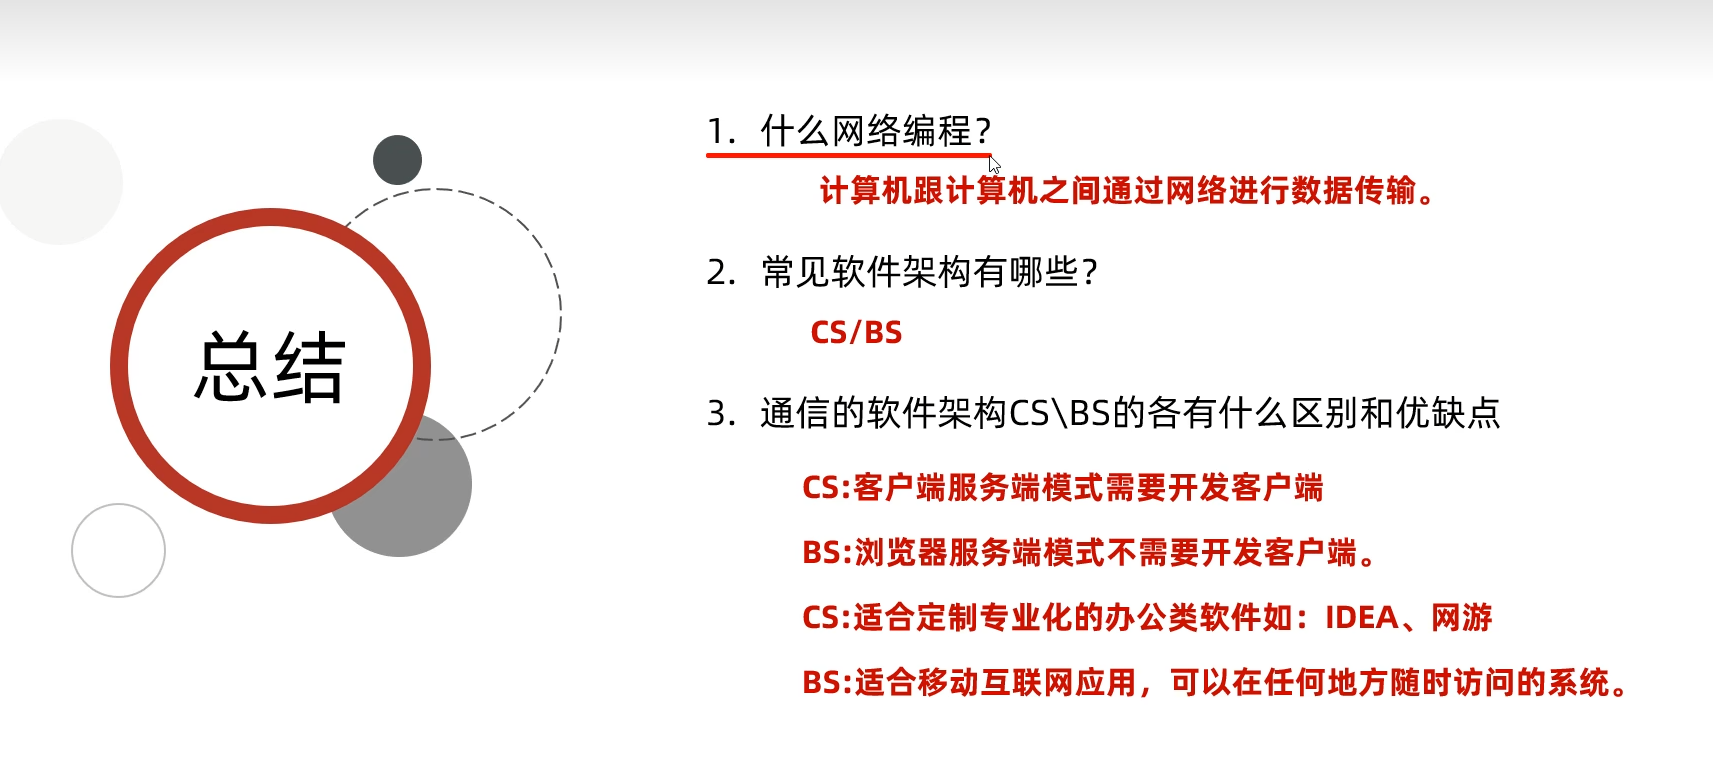 总结
1. 什么网络编程？
计算机跟计算机之间通过网络进行数据传输。
2. 常见软件架构有哪些？
CS/BS
3. 通信的软件架构CS\BS的各有什么区别和优缺点
CS:客户端服务端模式需要开发客户端
BS:浏览器服务端模式不需要开发客户端。
CS:适合定制专业化的办公类软件如：IDEA、网游
BS:适合移动互联网应用，可以在任何地方随时访问的系统。